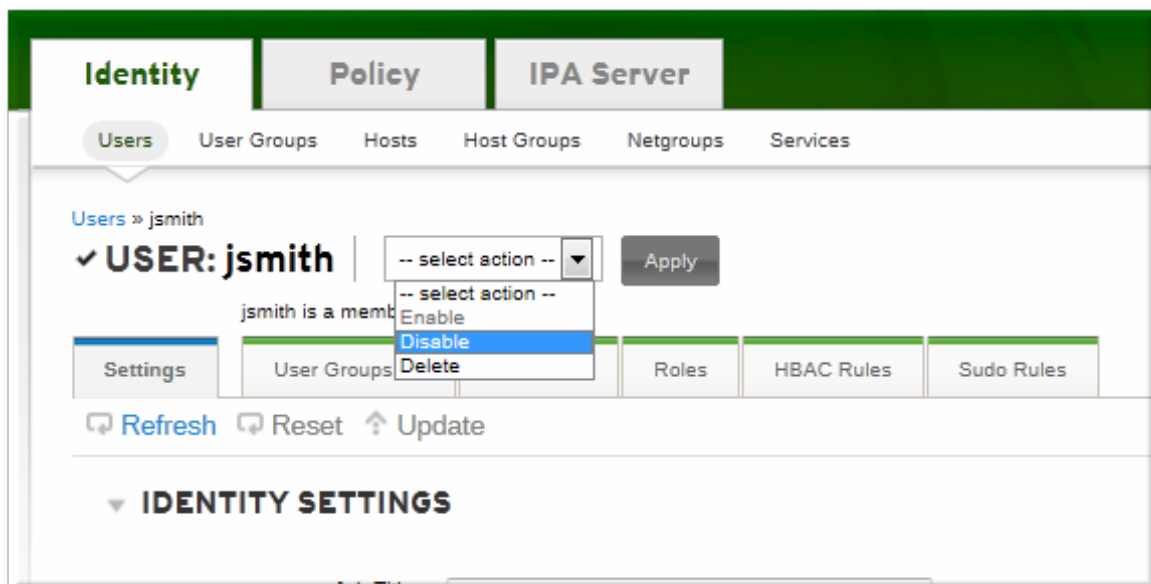 Identity Policy IPA Server
Users User Groups Hosts Host Groups Netgroups Services
Users » jsmith
USER: jsmith -- select action -- Apply
-- select action --
jsmith is a
Enable
Disable
Delete
Settings User Groups Roles HBAC Rules Sudo Rules
Refresh Reset Update
IDENTITY SETTINGS